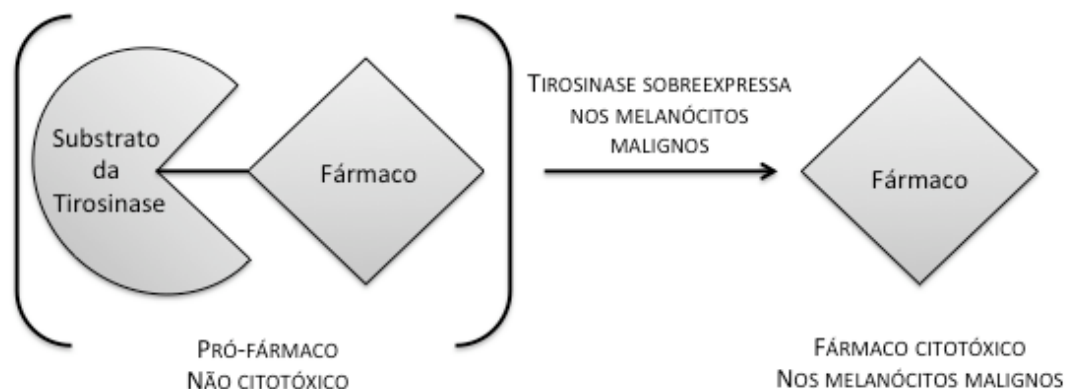 Substrato
da
Tirosinase
Fármaco
TIROSINASE SOBREEXPRESSA
NOS MELANÓCITOS
MALIGNOS
Fármaco
PRÓ-FÁRMACO
NÃO CITOTÓXICO
FÁRMACO CITOTÓXICO
NOS MELANÓCITOS MALIGNOS